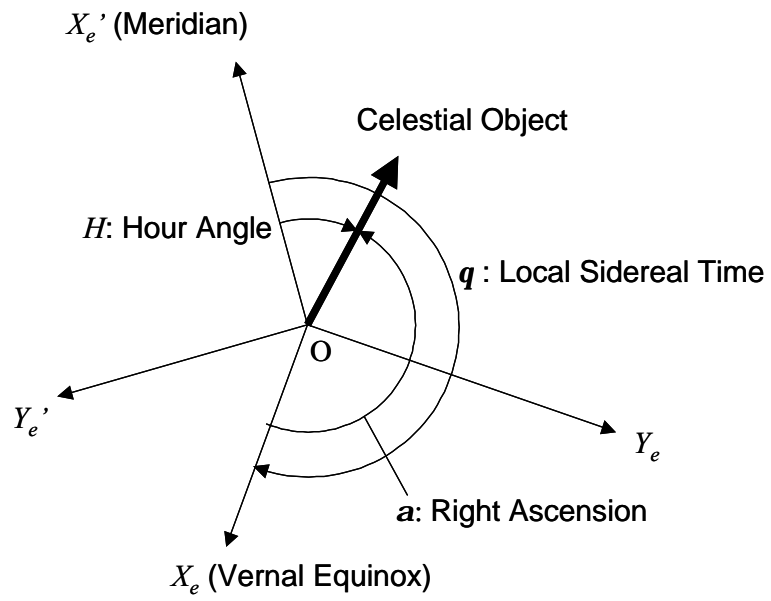 Xe’ (Meridian)
Celestial Object
H: Hour Angle
q : Local Sidereal Time
O
Ye’
Ye
a: Right Ascension
Xe (Vernal Equinox)